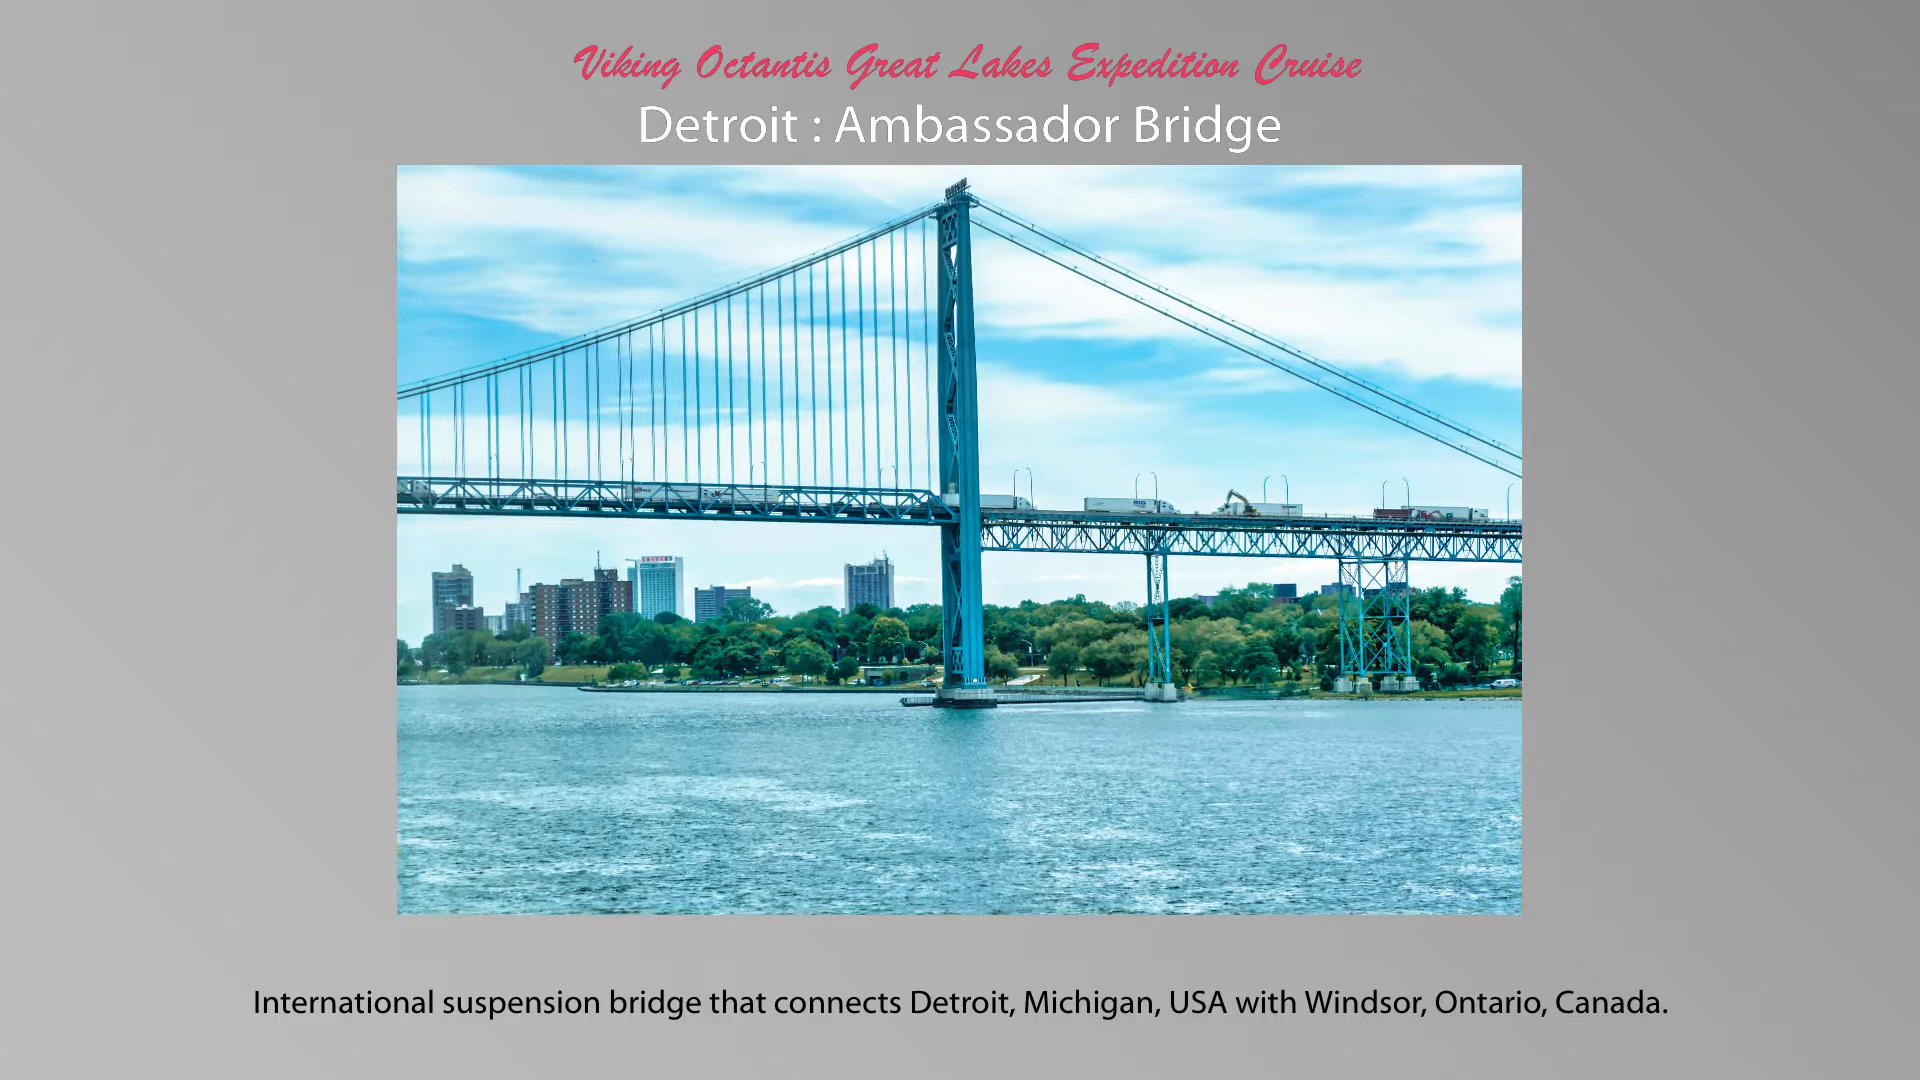 Viking Octantis Great Lakes Expedition Cruise
Detroit : Ambassador Bridge
International suspension bridge that connects Detroit, Michigan, USA with Windsor, Ontario, Canada.